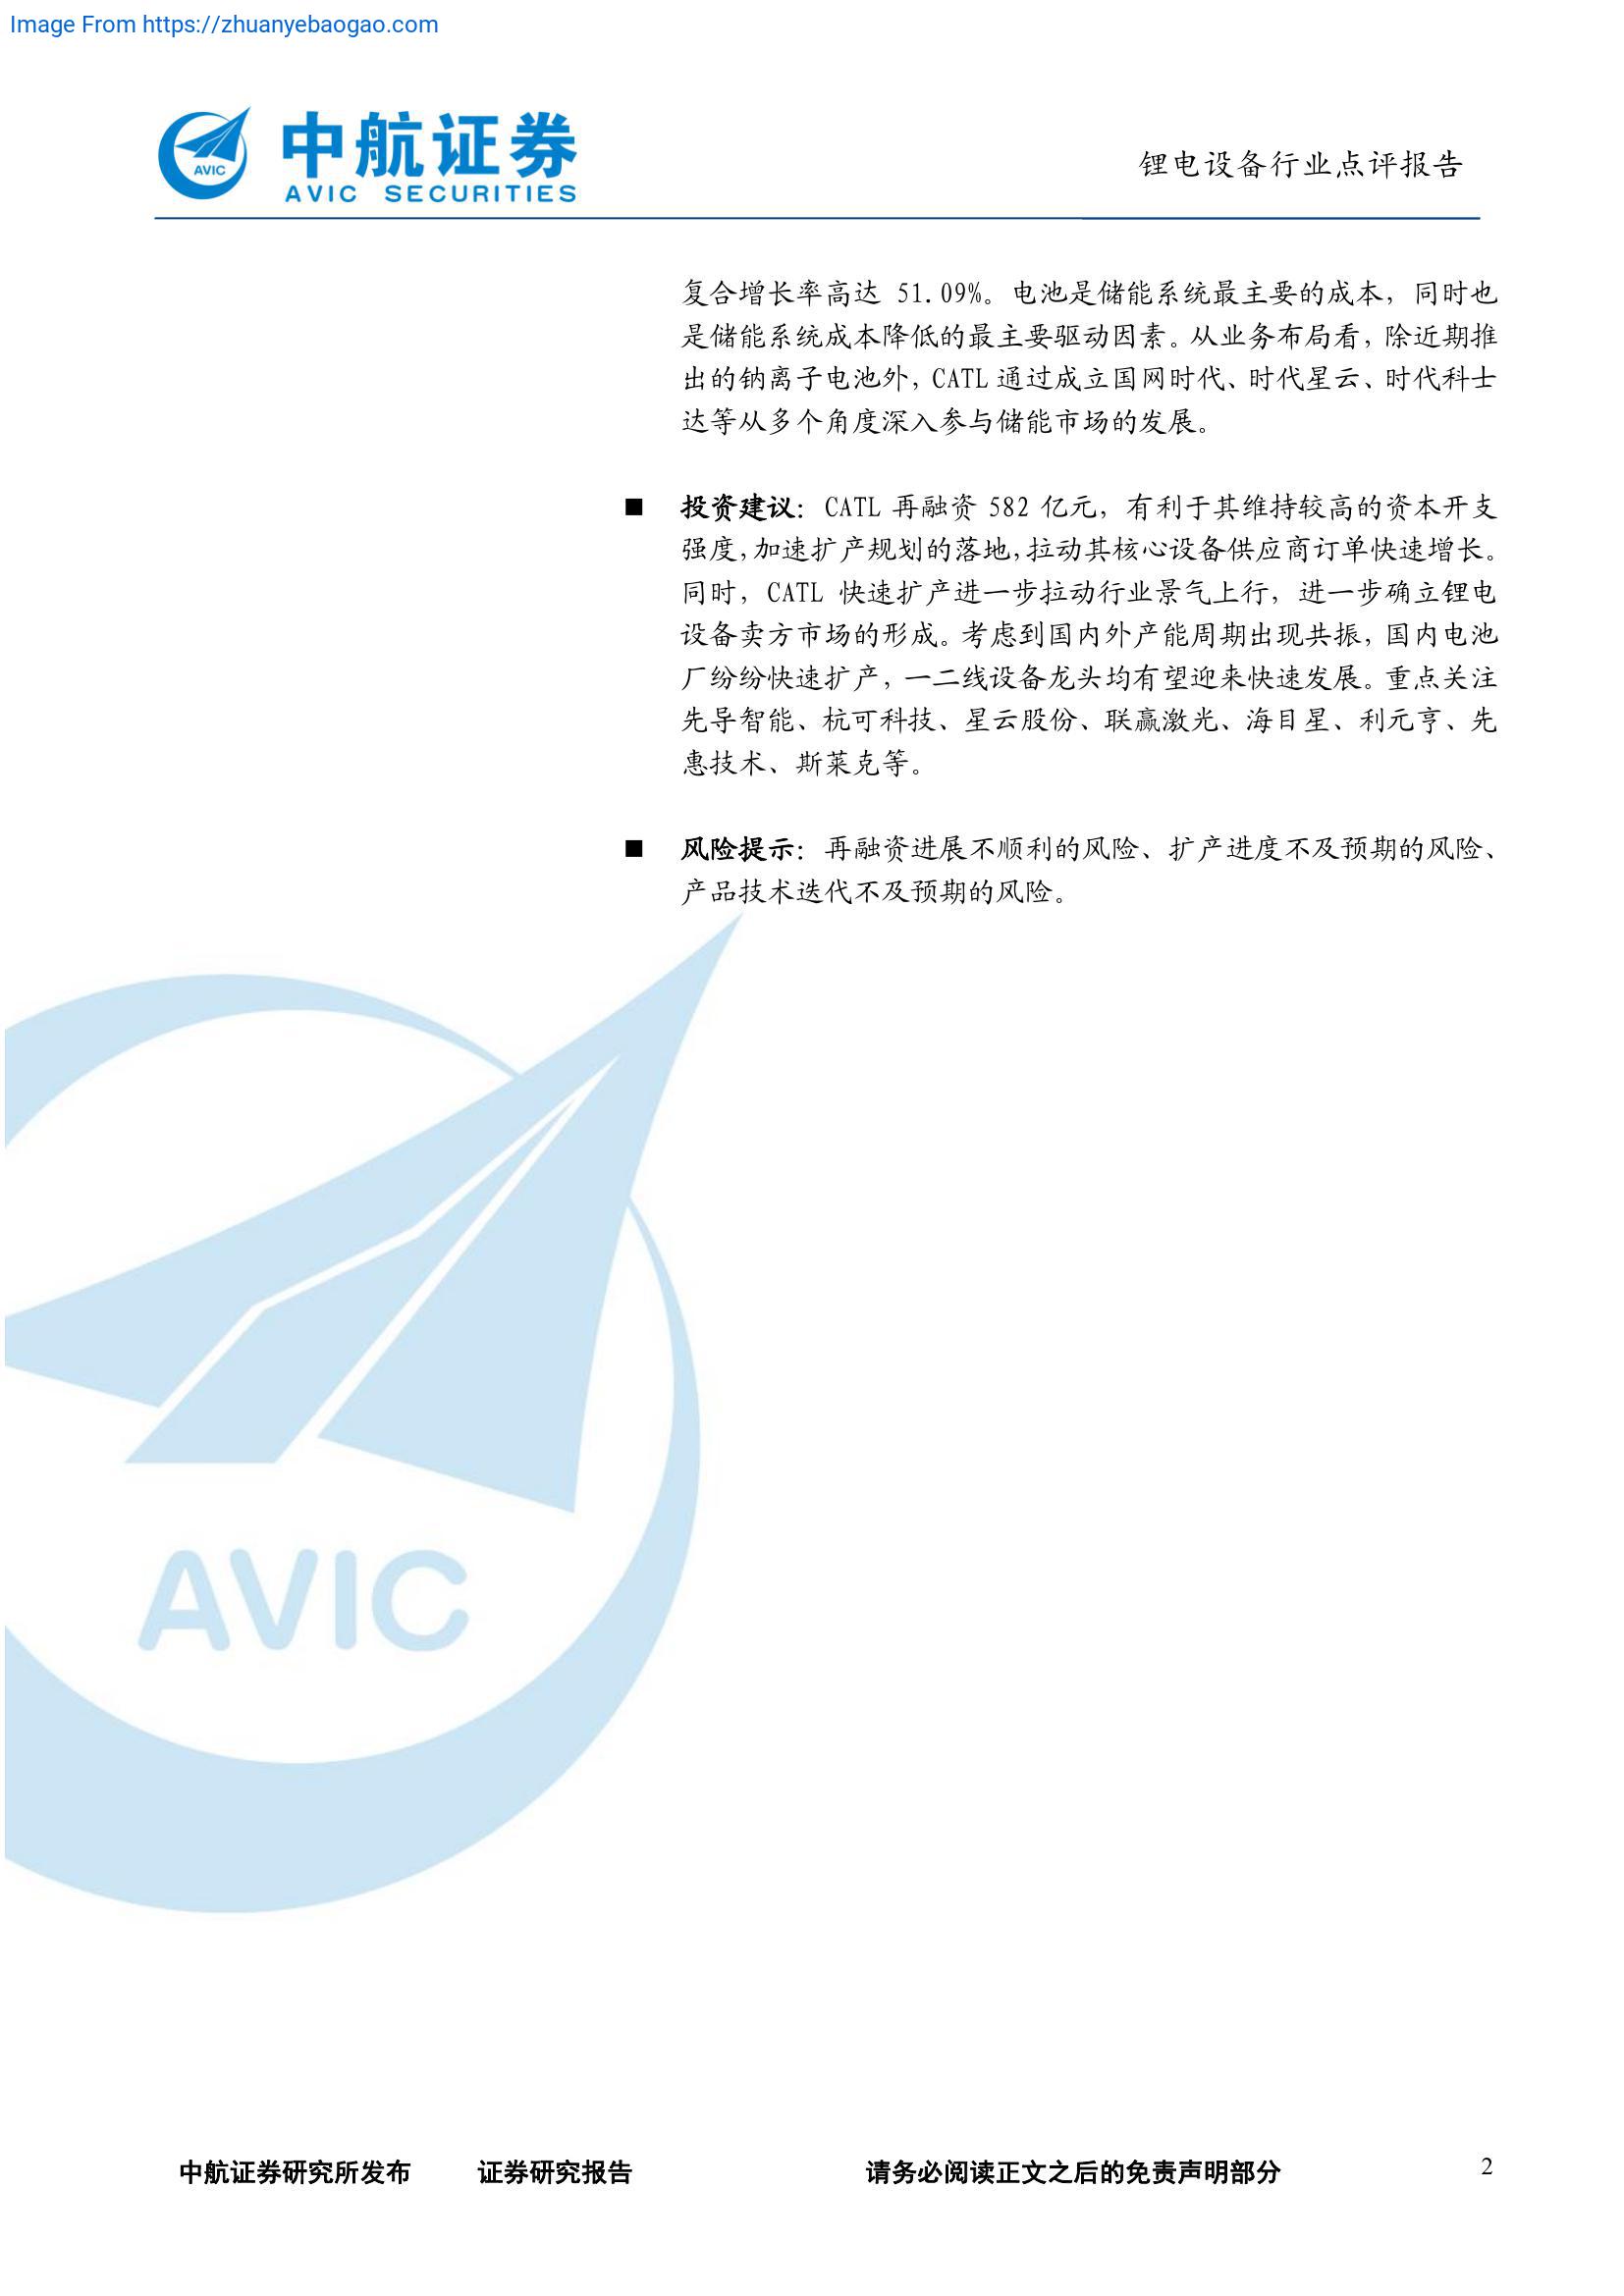 Image From https://zhuanyebaogao.com
AVIC
中航证券
AVIC SECURITIES
锂电设备行业点评报告
复合增长率高达 51.09%。电池是储能系统最主要的成本，同时也
是储能系统成本降低的最主要驱动因素。从业务布局看，除近期推
出的钠离子电池外，CATL 通过成立国网时代、时代星云、时代科士
达等从多个角度深入参与储能市场的发展。
■ 投资建议：CATL 再融资 582 亿元，有利于其维持较高的资本开支
强度，加速扩产规划的落地，拉动其核心设备供应商订单快速增长。
同时，CATL 快速扩产进一步拉动行业景气上行，进一步确立锂电
设备卖方市场的形成。考虑到国内外产能周期出现共振，国内电池
厂纷纷快速扩产，一二线设备龙头均有望迎来快速发展。重点关注
先导智能、杭可科技、星云股份、联赢激光、海目星、利元亨、先
惠技术、斯莱克等。
■ 风险提示：再融资进展不顺利的风险、扩产进度不及预期的风险、
产品技术迭代不及预期的风险。
AVIC
中航证券研究所发布 证券研究报告 请务必阅读正文之后的免责声明部分 2